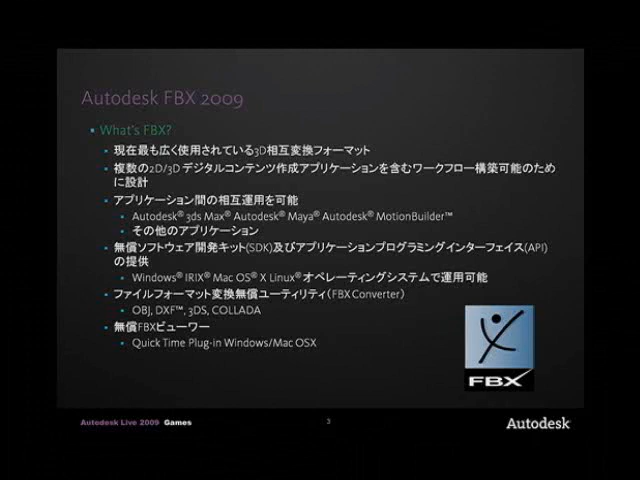 Autodesk FBX 2009
What's FBX?
現在最も広く使用されている3D相互変換フォーマット
複数の2D/3D デジタルコンテンツ作成アプリケーションを含むワークフロー構築可能のため
に設計
アプリケーション間の相互運用を可能
Autodesk® 3ds Max® Autodesk® Maya® Autodesk® MotionBuilder™
その他のアプリケーション
無償ソフトウェア開発キット(SDK)及びアプリケーションプログラミングインターフェイス(API)
の提供
Windows® IRIX® Mac OS® X Linux® オペレーティングシステムで運用可能
ファイルフォーマット変換無償ユーティリティ（FBX Converter）
OBJ, DXF™, 3DS, COLLADA
無償FBXビューワー
Quick Time Plug-in Windows/Mac OSX
FBX
Autodesk Live 2009 Games
3
Autodesk